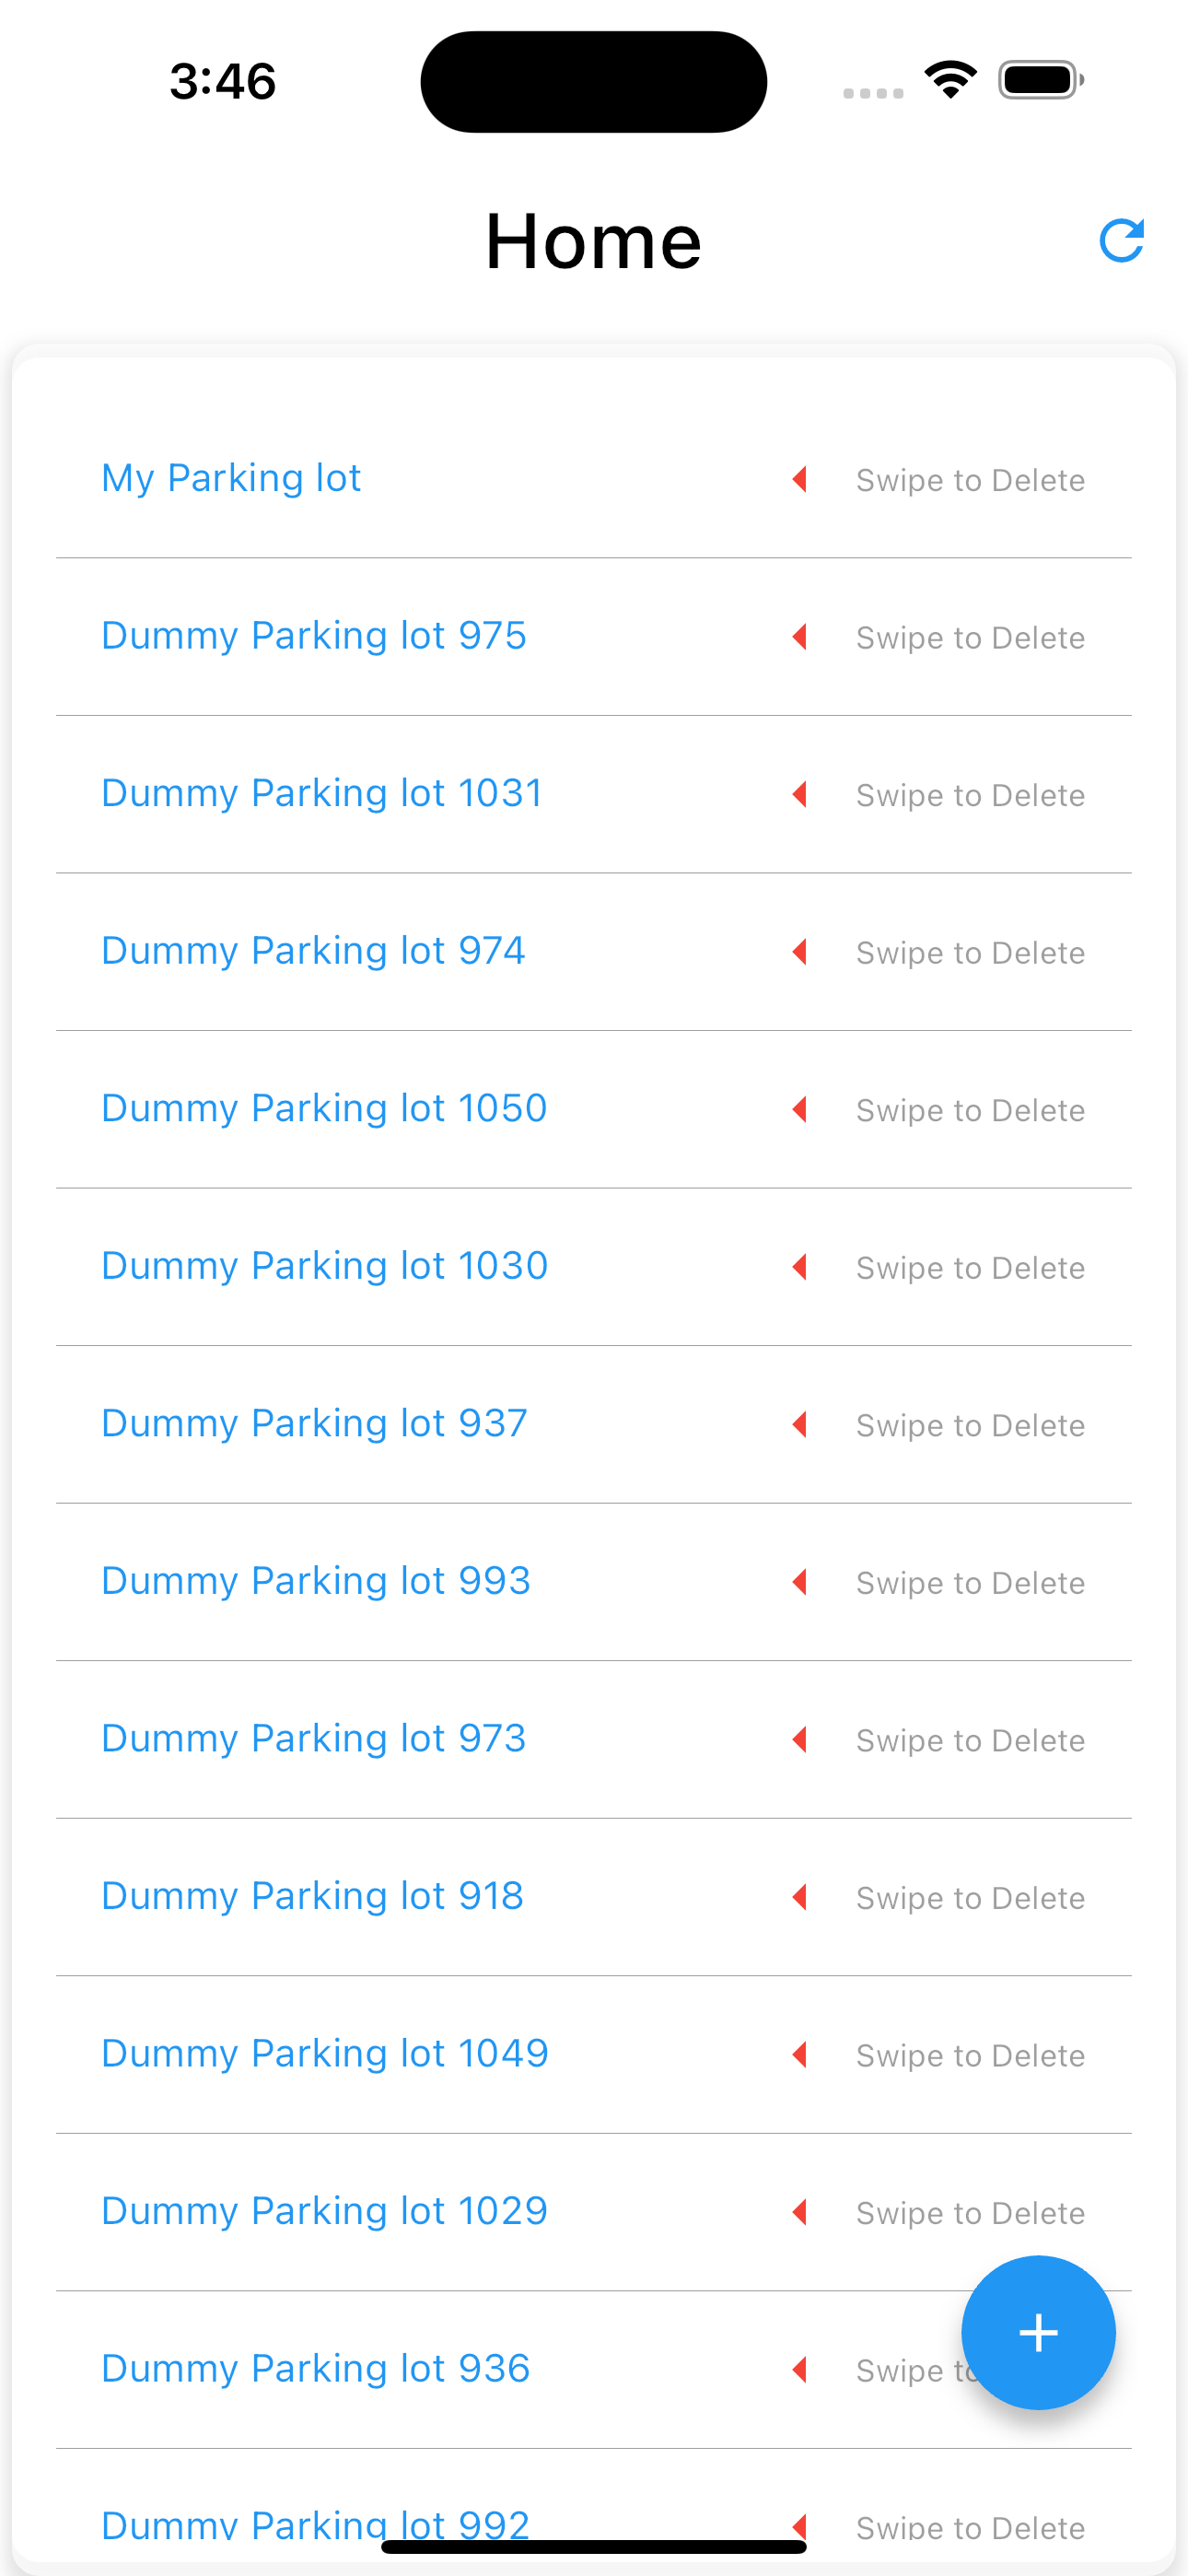 3:46
Home
My Parking lot Swipe to Delete
Dummy Parking lot 975 Swipe to Delete
Dummy Parking lot 1031 Swipe to Delete
Dummy Parking lot 974 Swipe to Delete
Dummy Parking lot 1050 Swipe to Delete
Dummy Parking lot 1030 Swipe to Delete
Dummy Parking lot 937 Swipe to Delete
Dummy Parking lot 993 Swipe to Delete
Dummy Parking lot 973 Swipe to Delete
Dummy Parking lot 918 Swipe to Delete
Dummy Parking lot 1049 Swipe to Delete
Dummy Parking lot 1029 Swipe to Delete
Dummy Parking lot 936 Swipe to
Dummy Parking lot 992 Swipe to Delete